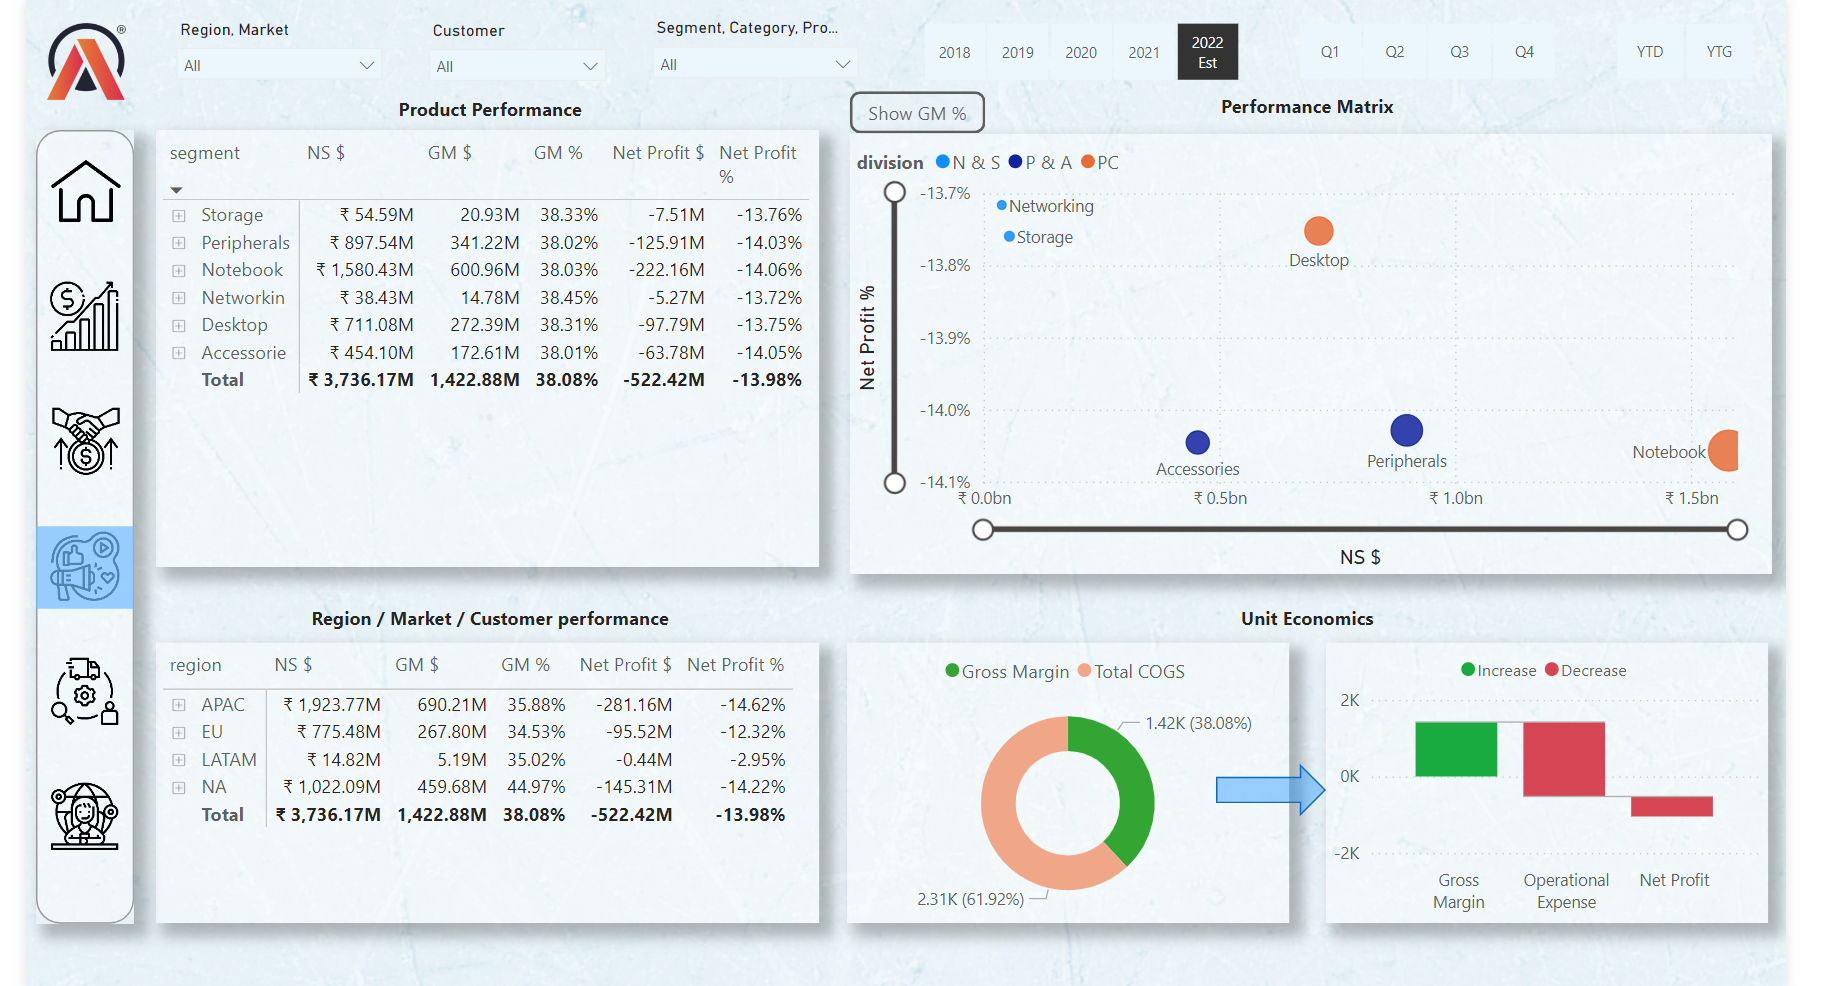 ®
Region, Market
All
Customer
All
Segment, Category, Pro...
All
2018 2019 2020 2021 2022 Est
Q1 Q2 Q3 Q4
YTD YTG
Product Performance
segment NS $ GM $ GM % Net Profit $ Net Profit %
Storage ₹ 54.59M 20.93M 38.33% -7.51M -13.76%
Peripherals ₹ 897.54M 341.22M 38.02% -125.91M -14.03%
Notebook ₹ 1,580.43M 600.96M 38.03% -222.16M -14.06%
Networkin ₹ 38.43M 14.78M 38.45% -5.27M -13.72%
Desktop ₹ 711.08M 272.39M 38.31% -97.79M -13.75%
Accessorie ₹ 454.10M 172.61M 38.01% -63.78M -14.05%
Total ₹ 3,736.17M 1,422.88M 38.08% -522.42M -13.98%
Show GM %
Performance Matrix
division N & S P & A PC
Net Profit %
-13.7%
-13.8%
-13.9%
-14.0%
-14.1%
Networking
Storage
Desktop
Accessories
Peripherals
Notebook
₹ 0.0bn ₹ 0.5bn ₹ 1.0bn ₹ 1.5bn
NS $
Region / Market / Customer performance
region NS $ GM $ GM % Net Profit $ Net Profit %
APAC ₹ 1,923.77M 690.21M 35.88% -281.16M -14.62%
EU ₹ 775.48M 267.80M 34.53% -95.52M -12.32%
LATAM ₹ 14.82M 5.19M 35.02% -0.44M -2.95%
NA ₹ 1,022.09M 459.68M 44.97% -145.31M -14.22%
Total ₹ 3,736.17M 1,422.88M 38.08% -522.42M -13.98%
Unit Economics
Gross Margin Total COGS
1.42K (38.08%)
2.31K (61.92%)
Increase Decrease
2K
0K
-2K
Gross Margin
Operational Expense
Net Profit